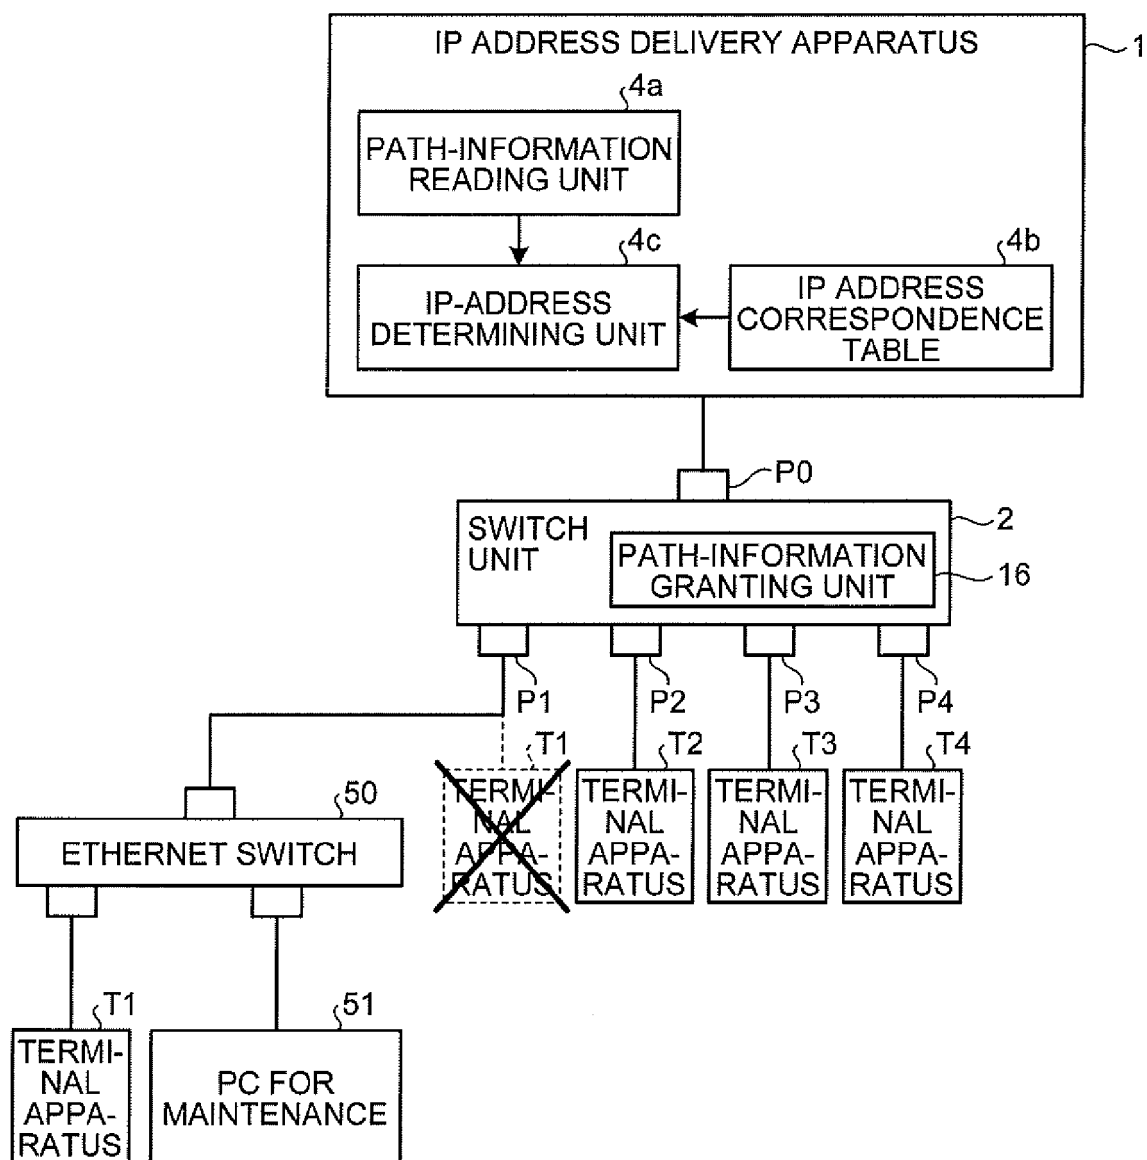 IP ADDRESS DELIVERY APPARATUS
1
4a
PATH-INFORMATION
READING UNIT
4c
IP-ADDRESS
DETERMINING UNIT
4b
IP ADDRESS
CORRESPONDENCE
TABLE
P0
SWITCH
UNIT
2
PATH-INFORMATION
GRANTING UNIT
16
P1
P2
P3
P4
T1
TERMI-
NAL
APPA-
RATUS
T2
TERMI-
NAL
APPA-
RATUS
T3
TERMI-
NAL
APPA-
RATUS
T4
TERMI-
NAL
APPA-
RATUS
50
ETHERNET SWITCH
T1
TERMI-
NAL
APPA-
RATUS
51
PC FOR
MAINTENANCE